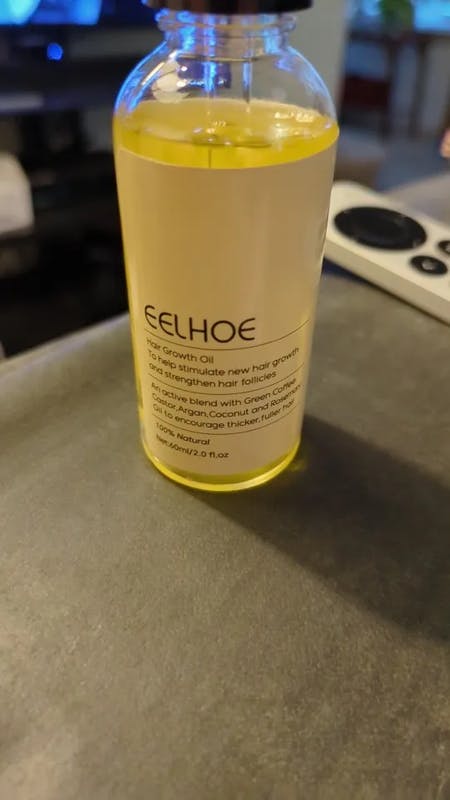 EELHOE
Hair Growth Oil
To help stimulate new hair growth
and strengthen hair follicies
An active blend with Green Coffee,
Castor,Argan,Coconut and Rosemary
Oil to encourage thicker,fuller hair
100% Natural
Net:60ml/2.0 fl.oz